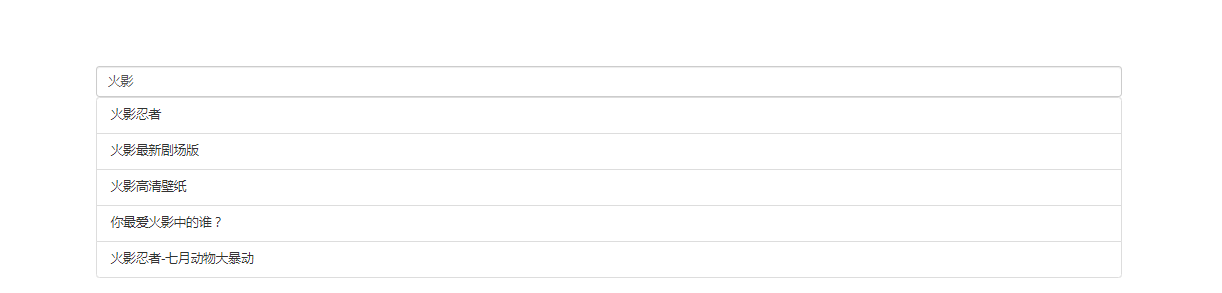 火影
火影忍者
火影最新剧场版
火影高清壁纸
你最爱火影中的谁？
火影忍者-七月动物大暴动